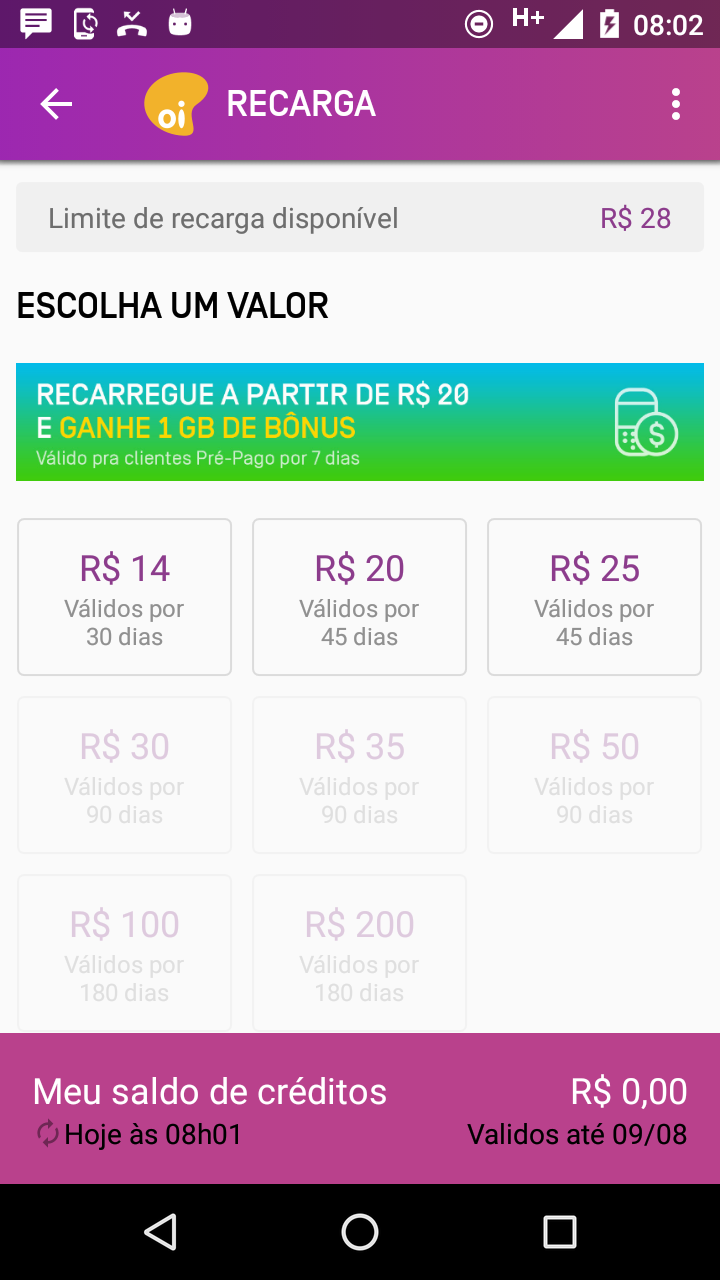 H+ 08:02
oi RECARGA
Limite de recarga disponível R$ 28
ESCOLHA UM VALOR
RECARREGUE A PARTIR DE R$ 20
E GANHE 1 GB DE BÔNUS
Válido pra clientes Pré-Pago por 7 dias
$
R$ 14
Válidos por
30 dias
R$ 20
Válidos por
45 dias
R$ 25
Válidos por
45 dias
R$ 30
Válidos por
90 dias
R$ 35
Válidos por
90 dias
R$ 50
Válidos por
90 dias
R$ 100
Válidos por
180 dias
R$ 200
Válidos por
180 dias
Meu saldo de créditos R$ 0,00
Hoje às 08h01 Validos até 09/08